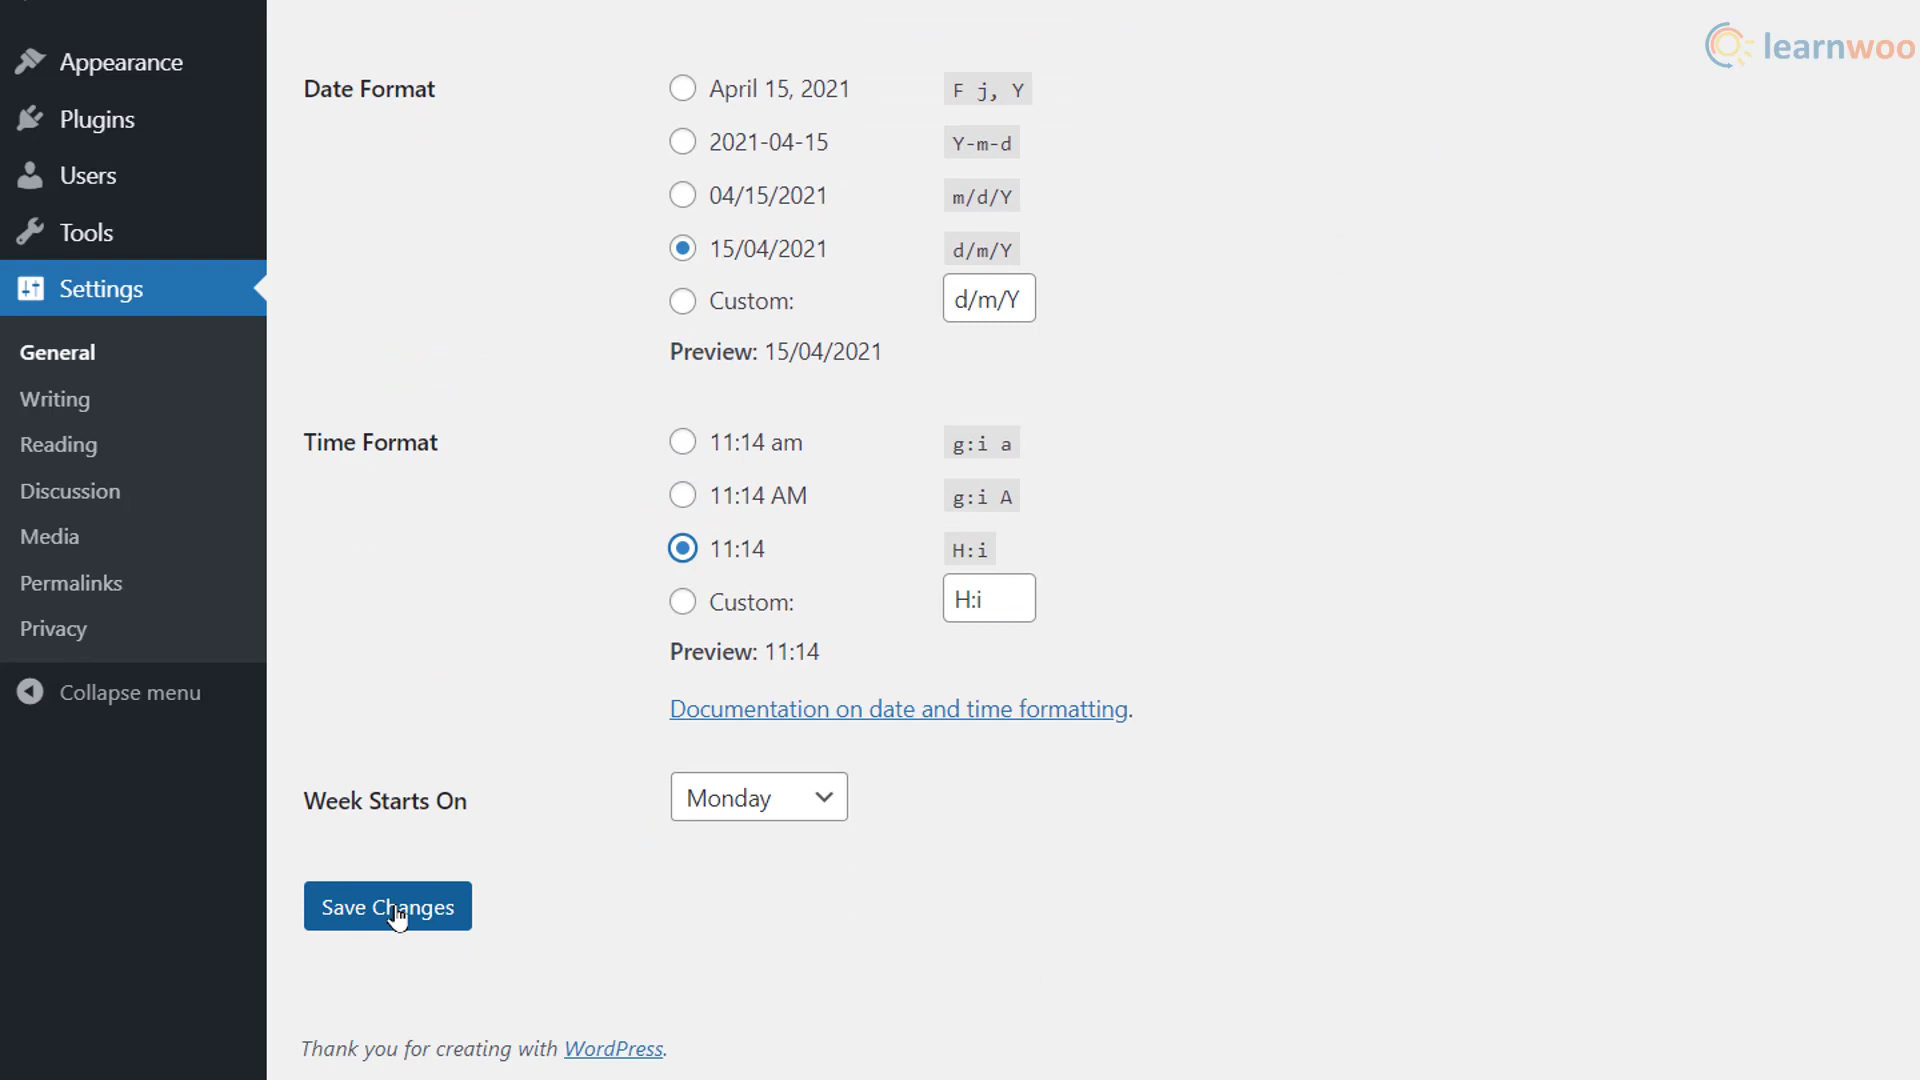 learnwoo
Appearance
Plugins
Users
Tools
Settings
General
Writing
Reading
Discussion
Media
Permalinks
Privacy
Collapse menu
Date Format
April 15, 2021 F j, Y
2021-04-15 Y-m-d
04/15/2021 m/d/Y
15/04/2021 d/m/Y
Custom: d/m/Y
Preview: 15/04/2021
Time Format
11:14 am g:i a
11:14 AM g:i A
11:14 H:i
Custom: H:i
Preview: 11:14
Documentation on date and time formatting.
Week Starts On Monday
Save Changes
Thank you for creating with WordPress.